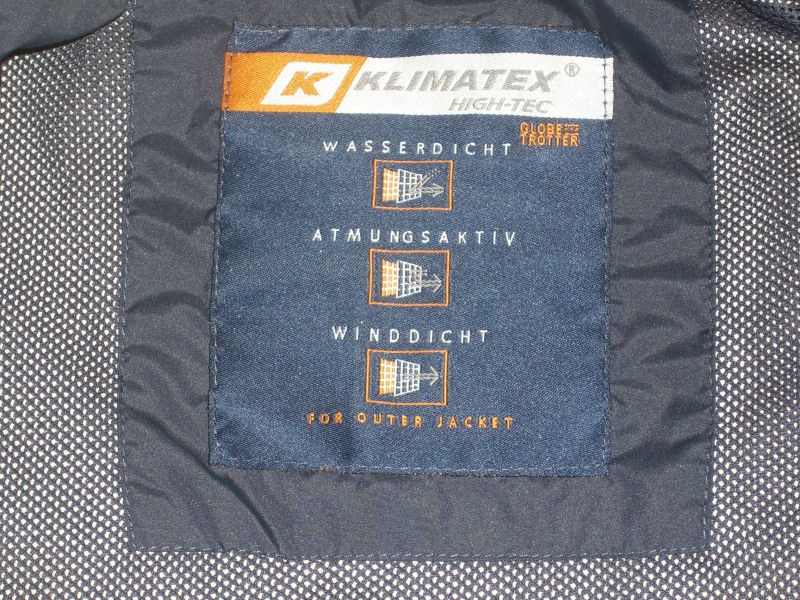 K KLIMATEX®
HIGH-TEC
GLOBE
TROTTER
WASSERDICHT
ATMUNGSAKTIV
WINDDICHT
FOR OUTER JACKET